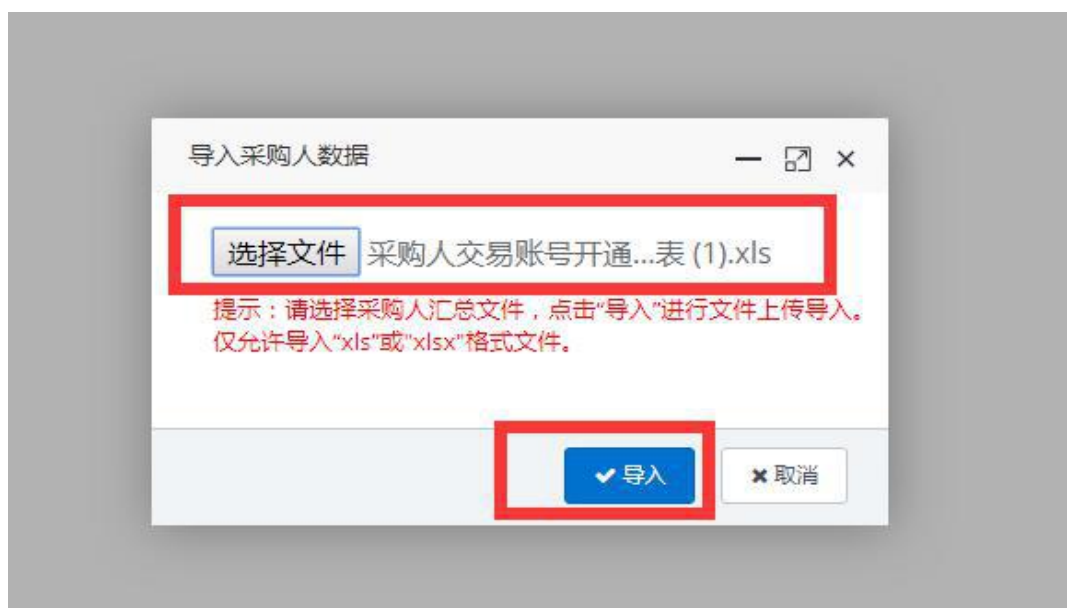 导入采购人数据
选择文件 采购人交易账号开通...表 (1).xls
提示：请选择采购人汇总文件，点击“导入”进行文件上传导入。
仅允许导入“xls”或“xlsx”格式文件。
导入 取消